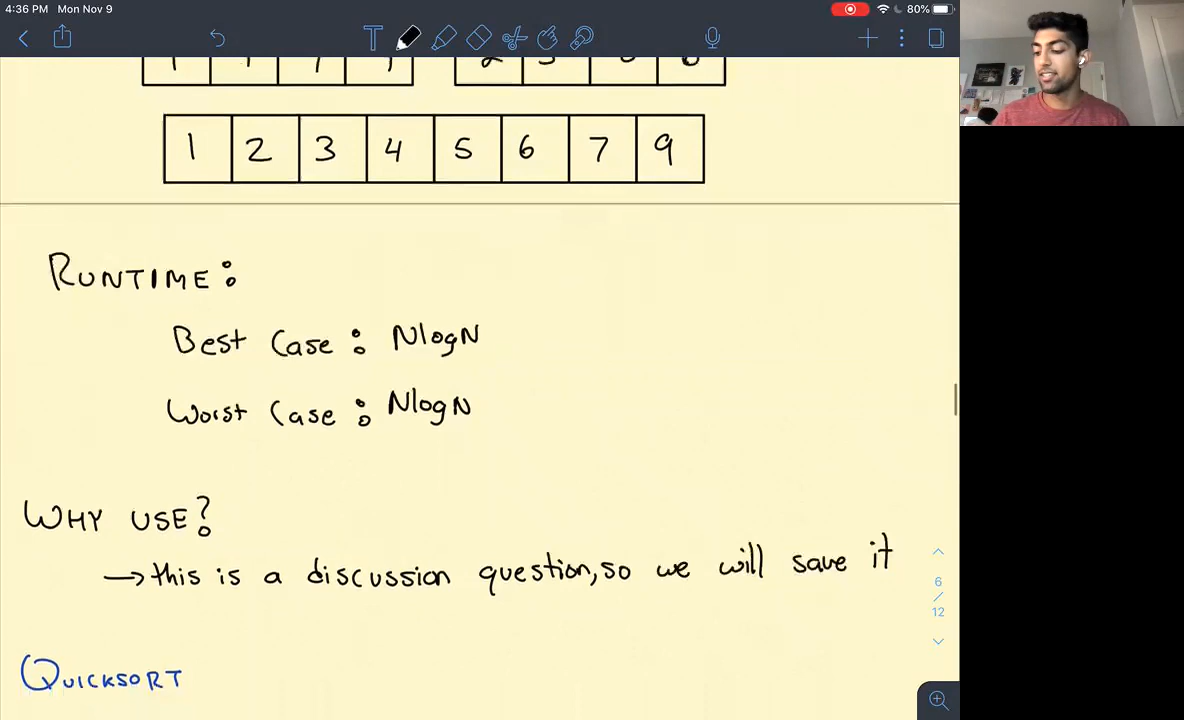 4:36 PM Mon Nov 9
80%
1 2 3 4 5 6 7 9
RUNTIME:
Best Case: NlogN
Worst Case: NlogN
WHY USE?
→this is a discussion question, so we will save it
6
/
12
QUICKSORT